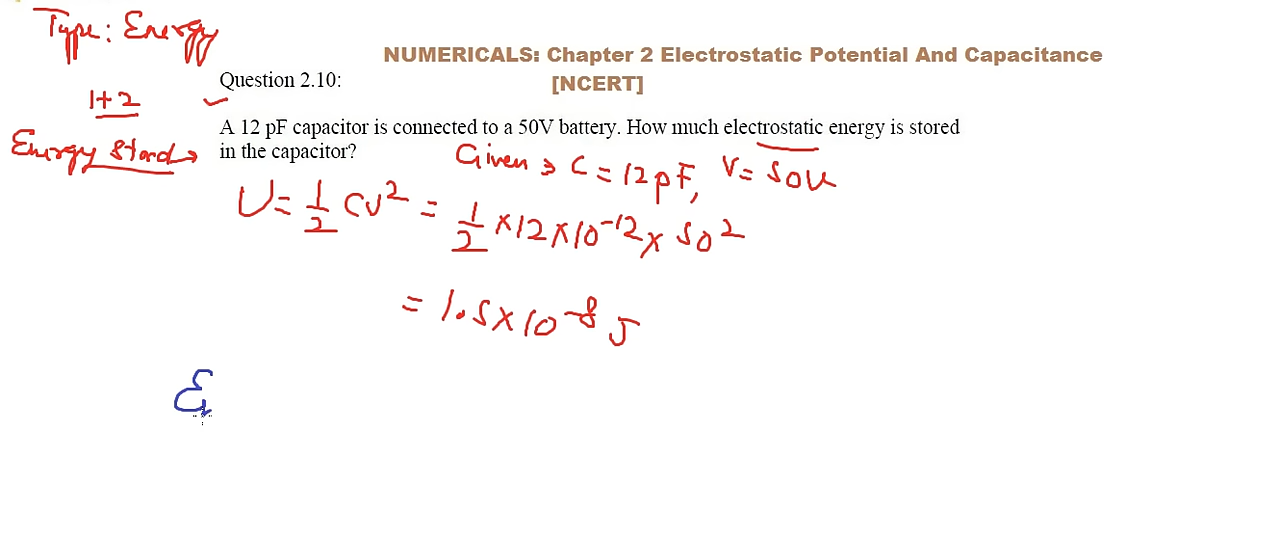 Type: Energy
NUMERICALS: Chapter 2 Electrostatic Potential And Capacitance
[NCERT]
Question 2.10:
1+2
A 12 pF capacitor is connected to a 50V battery. How much electrostatic energy is stored
in the capacitor?
Energy Stored →
Given → C = 12pF, V = 50V
U = 1/2 CV² = 1/2 × 12 × 10⁻¹² × 50²
= 1.5 × 10⁻⁸ J